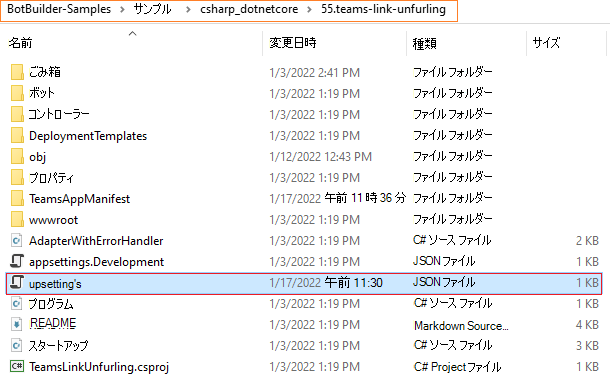 BotBuilder-Samples > サンプル > csharp_dotnetcore > 55.teams-link-unfurling
名前 変更日時 種類 サイズ
ごみ箱 1/3/2022 2:41 PM ファイル フォルダー
ボット 1/3/2022 1:19 PM ファイル フォルダー
コントローラー 1/3/2022 1:19 PM ファイル フォルダー
DeploymentTemplates 1/3/2022 1:19 PM ファイル フォルダー
obj 1/12/2022 12:43 PM ファイル フォルダー
プロパティ 1/3/2022 1:19 PM ファイル フォルダー
TeamsAppManifest 1/17/2022 午前 11 時 36 分 ファイル フォルダー
wwwroot 1/3/2022 1:19 PM ファイル フォルダー
AdapterWithErrorHandler 1/3/2022 1:19 PM C# ソース ファイル 2 KB
appsettings.Development 1/3/2022 1:19 PM JSON ファイル 1 KB
upsetting's 1/17/2022 午前 11:30 JSON ファイル 1 KB
プログラム 1/3/2022 1:19 PM C# ソース ファイル 1 KB
README 1/3/2022 1:19 PM Markdown Source... 4 KB
スタートアップ 1/3/2022 1:19 PM C# ソース ファイル 3 KB
TeamsLinkUnfurling.csproj 1/3/2022 1:19 PM C# Project ファイル 1 KB